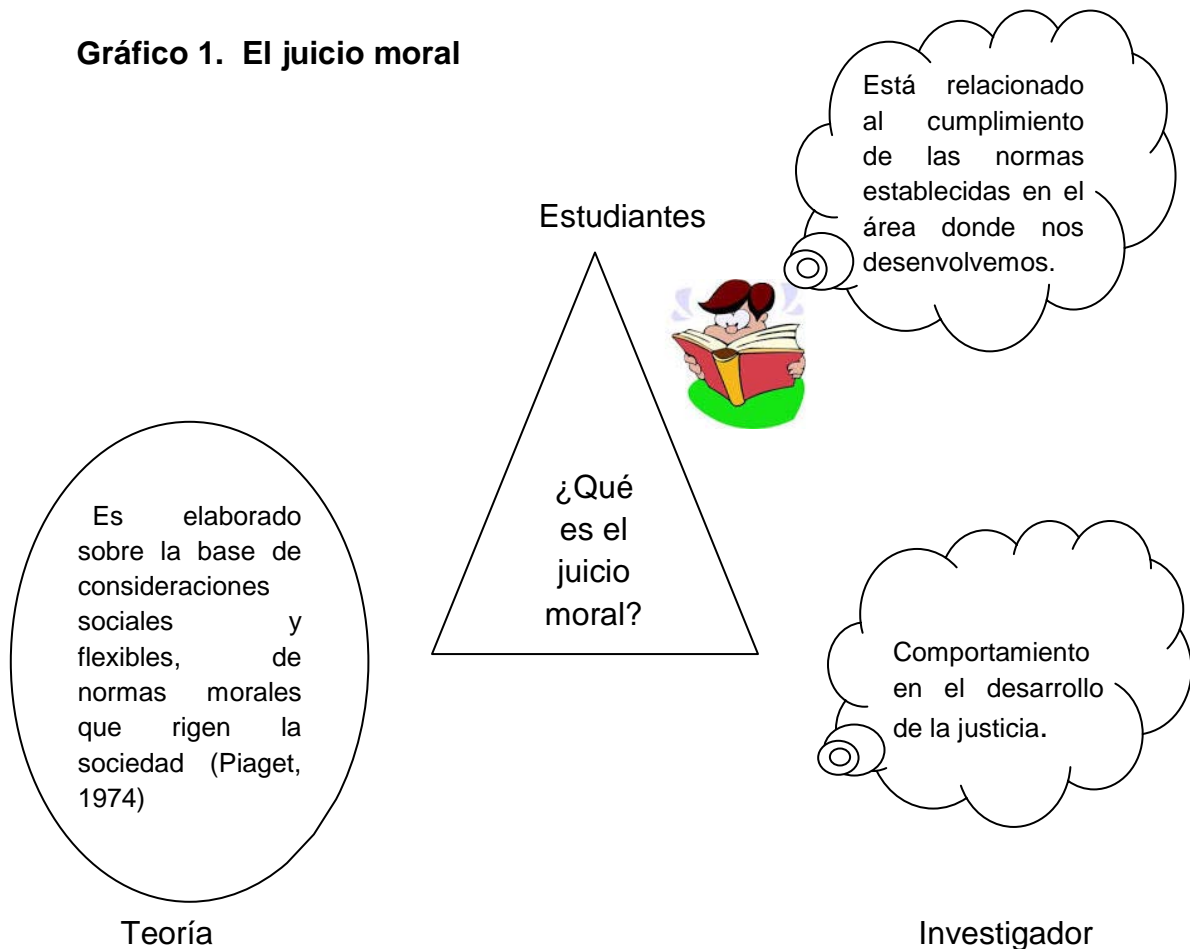 Gráfico 1. El juicio moral
Está relacionado
al cumplimiento
de las normas
establecidas en el
área donde nos
desenvolvemos.
Estudiantes
¿Qué
es el
juicio
moral?
Es elaborado
sobre la base de
consideraciones
sociales y
flexibles, de
normas morales
que rigen la
sociedad (Piaget,
1974)
Comportamiento
en el desarrollo
de la justicia.
Teoría
Investigador